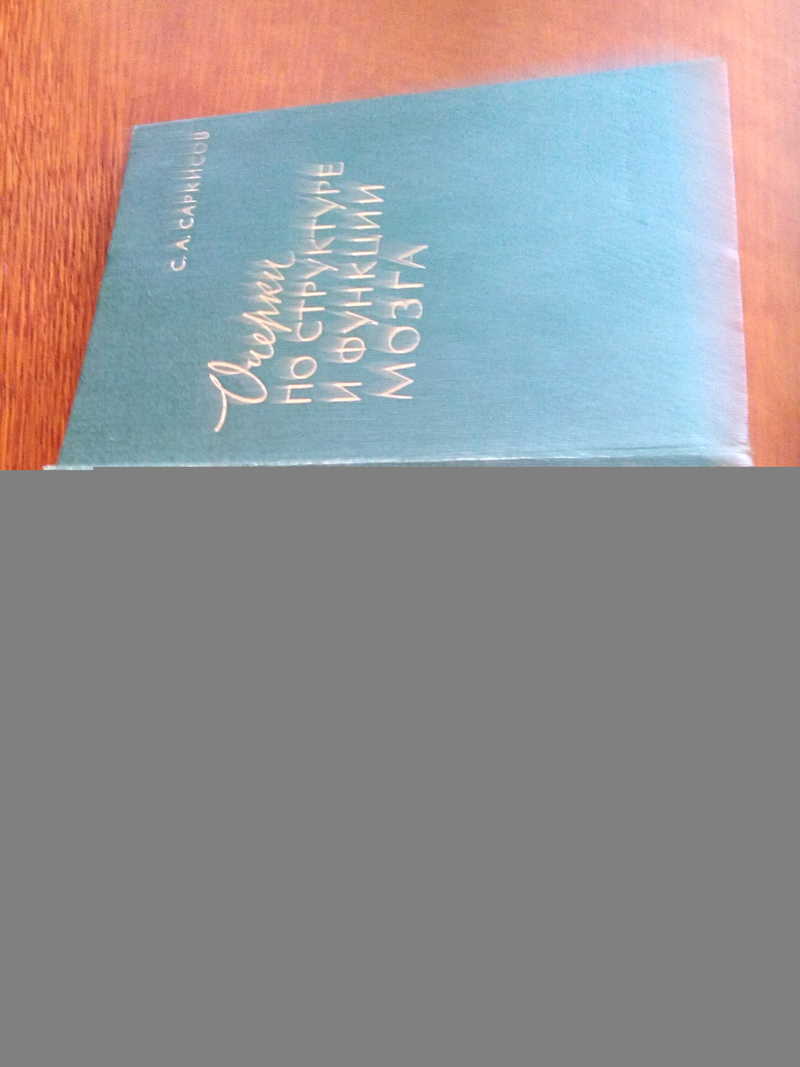 С. А. САРКИСОВ
Очерки
ПО СТРУКТУРЕ
И ФУНКЦИИ
МОЗГА